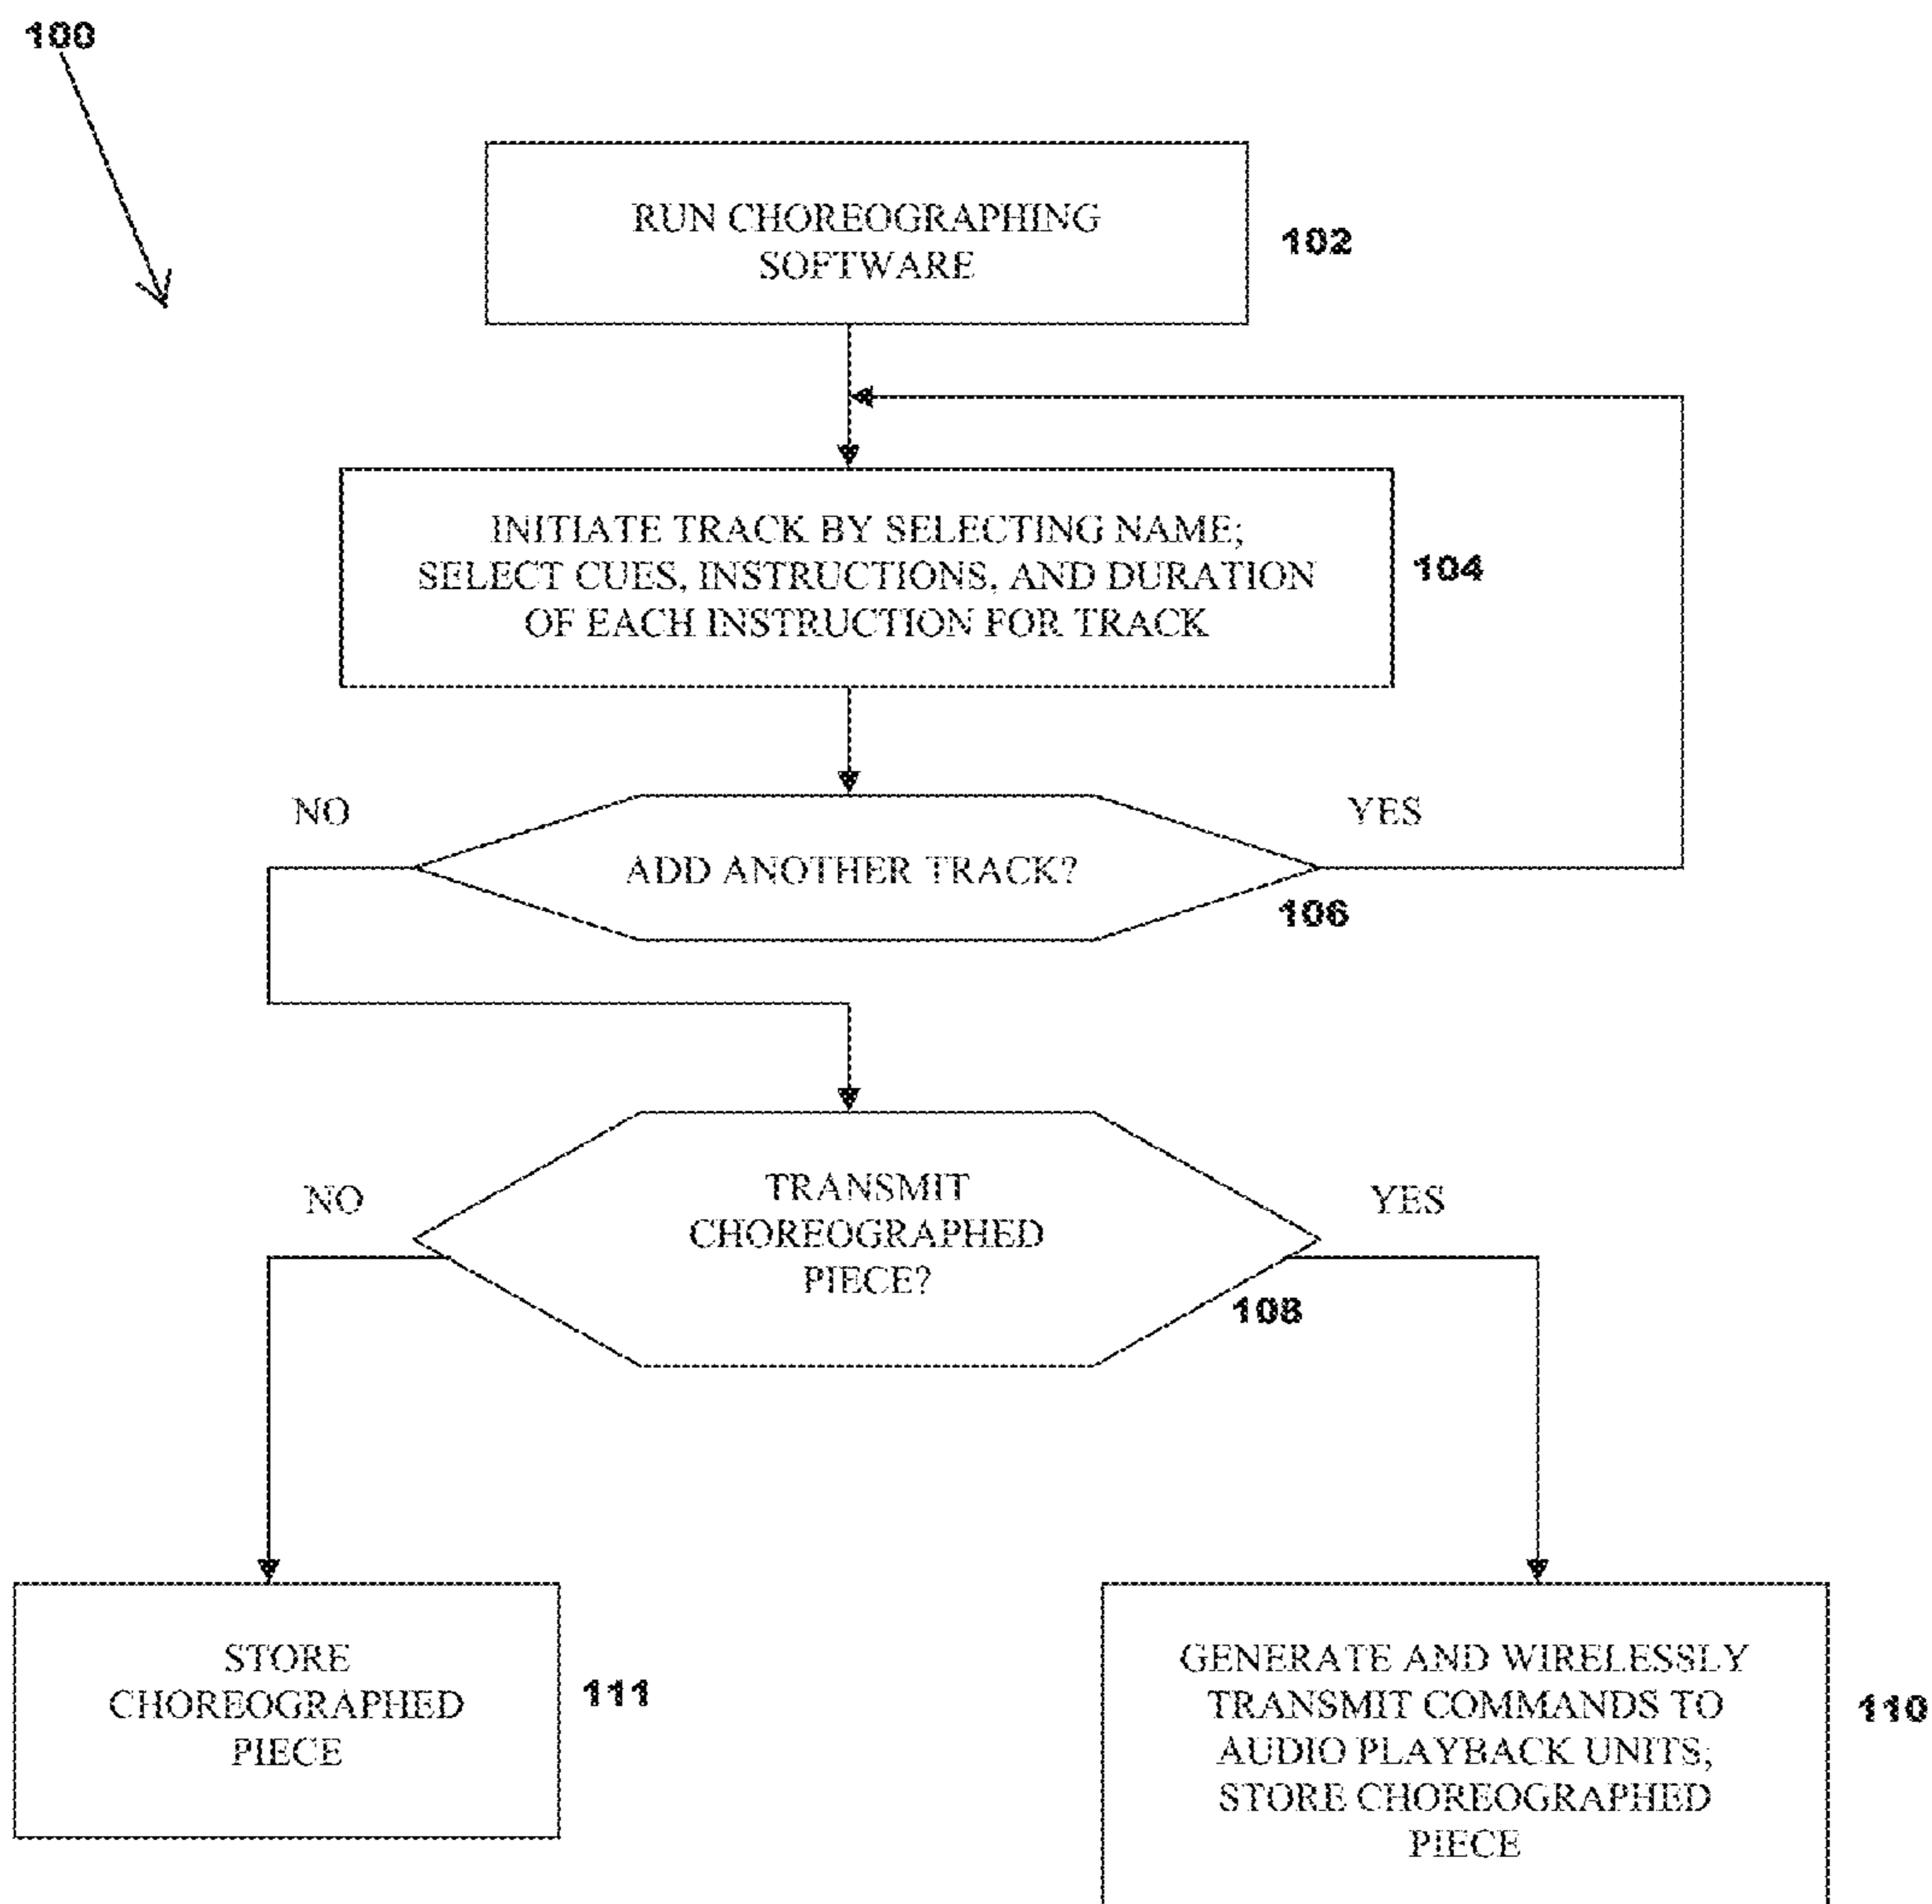 100
RUN CHOREOGRAPHING
SOFTWARE
102
INITIATE TRACK BY SELECTING NAME;
SELECT CUES, INSTRUCTIONS, AND DURATION
OF EACH INSTRUCTION FOR TRACK
104
NO
YES
ADD ANOTHER TRACK?
106
NO
YES
TRANSMIT
CHOREOGRAPHED
PIECE?
108
STORE
CHOREOGRAPHED
PIECE
111
GENERATE AND WIRELESSLY
TRANSMIT COMMANDS TO
AUDIO PLAYBACK UNITS;
STORE CHOREOGRAPHED
PIECE
110